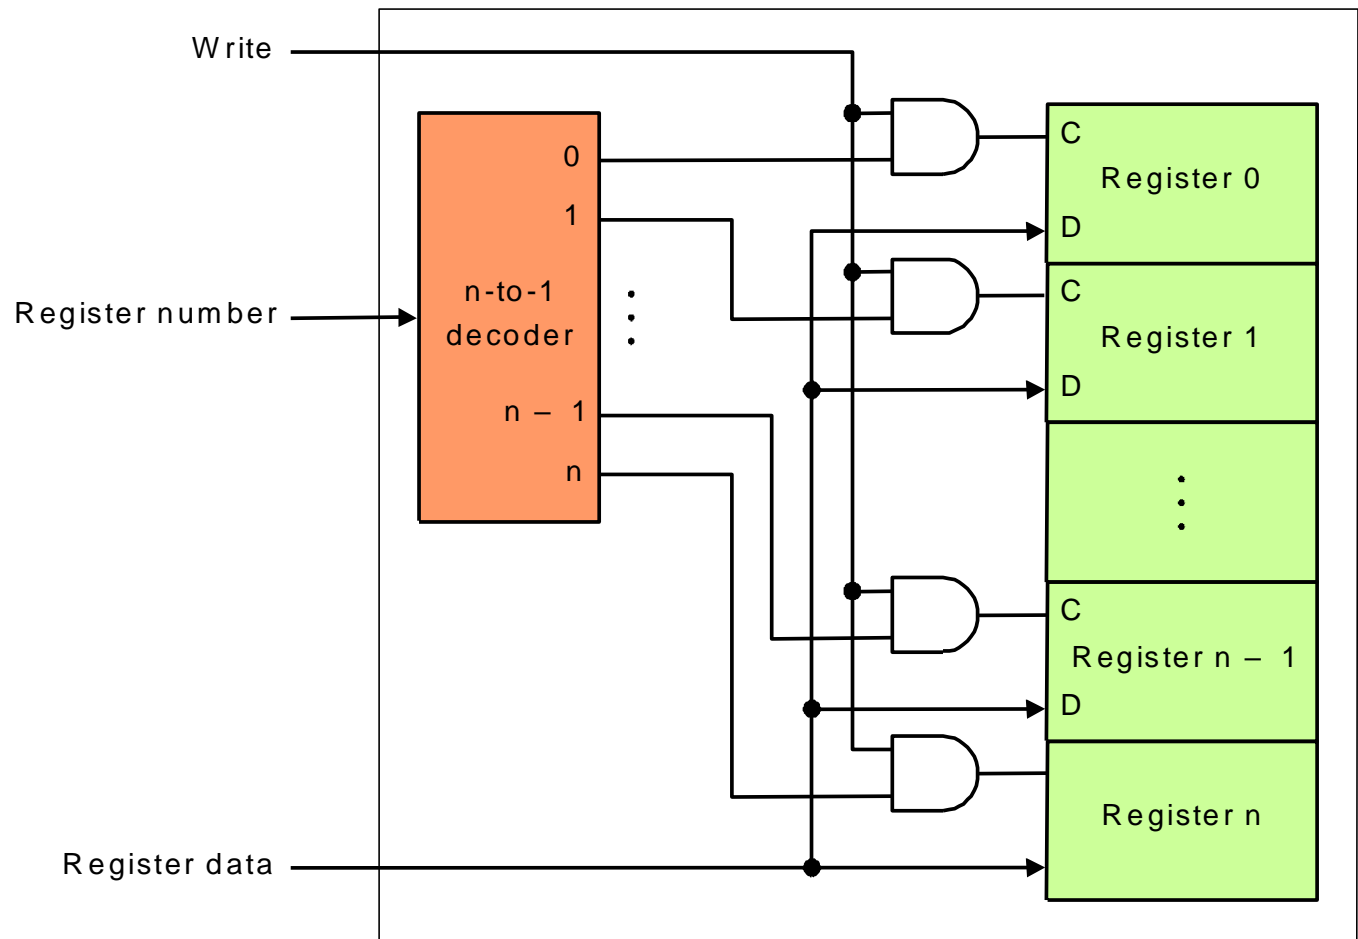 Write
0
C
Register 0
1
D
n-to-1
decoder
C
Register number
Register 1
D
n – 1
n
C
Register n – 1
D
Register n
Register data